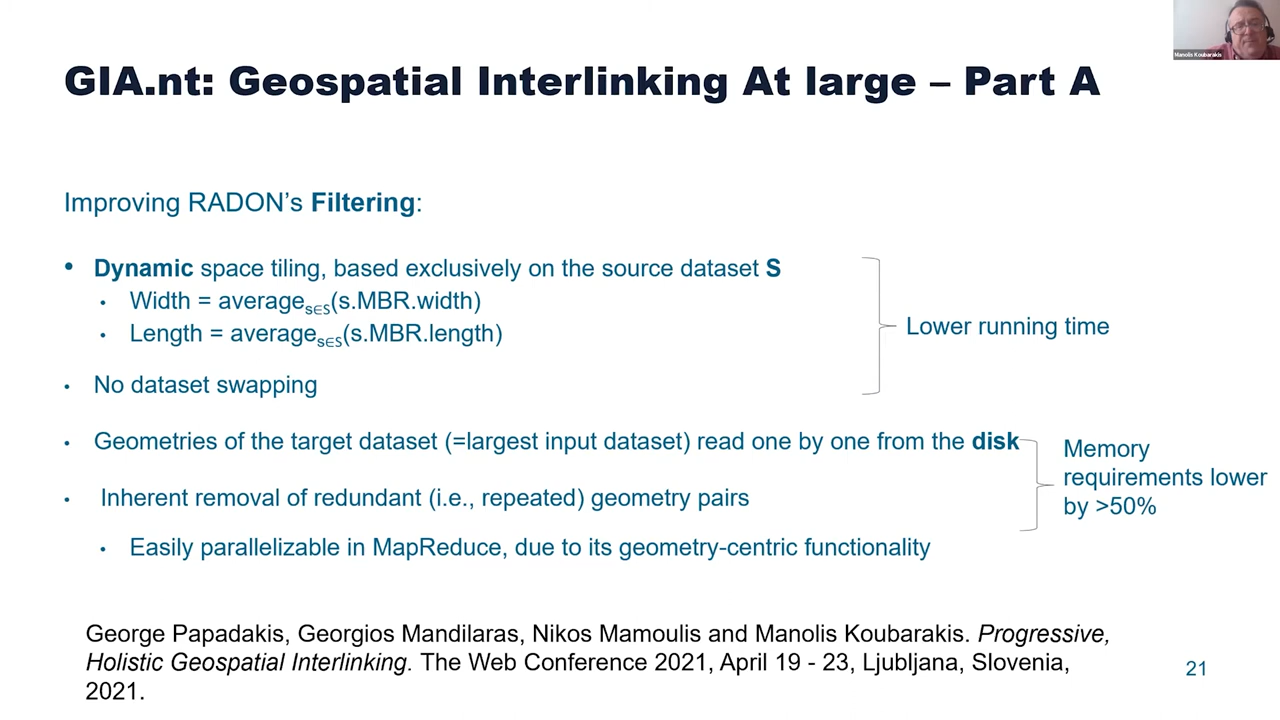 Manolis Koubarakis
GIA.nt: Geospatial Interlinking At large – Part A
Improving RADON's Filtering:
• Dynamic space tiling, based exclusively on the source dataset S
• Width = average s∈S(s.MBR.width)
• Length = average s∈S(s.MBR.length)
Lower running time
• No dataset swapping
• Geometries of the target dataset (=largest input dataset) read one by one from the disk
• Inherent removal of redundant (i.e., repeated) geometry pairs
Memory
requirements lower
by >50%
• Easily parallelizable in MapReduce, due to its geometry-centric functionality
George Papadakis, Georgios Mandilaras, Nikos Mamoulis and Manolis Koubarakis. Progressive,
Holistic Geospatial Interlinking. The Web Conference 2021, April 19 - 23, Ljubljana, Slovenia,
2021.
21